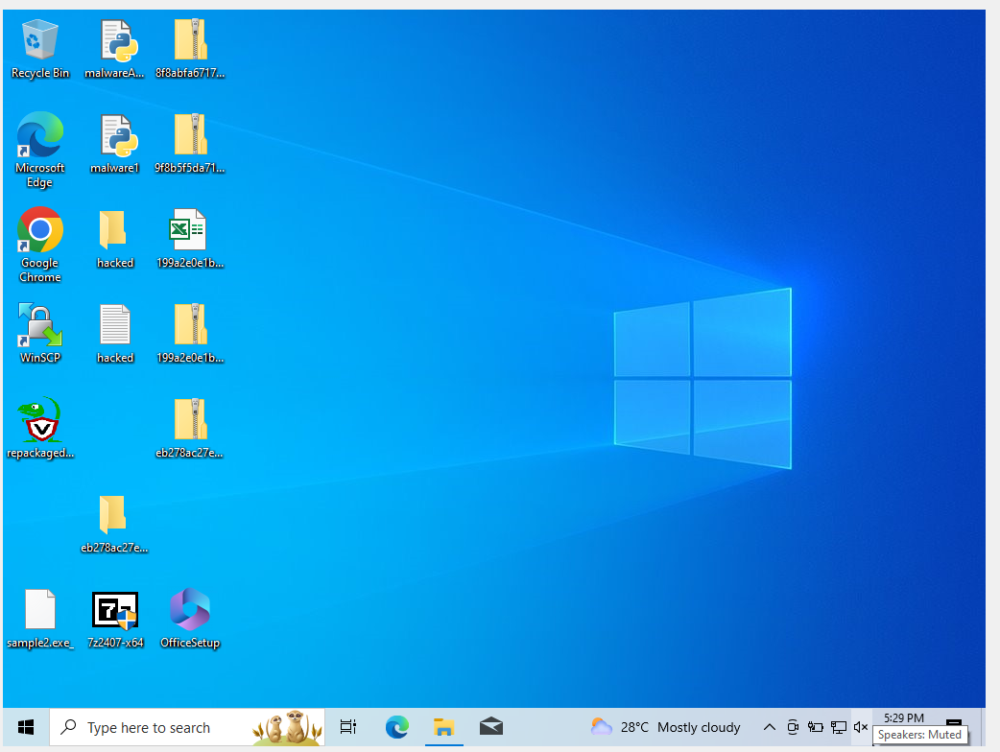 Recycle Bin
malwareA...
8f8abfa6717...
Microsoft
Edge
malware1
9f8b5f5da71...
Google
Chrome
hacked
199a2e0e1b...
WinSCP
hacked
199a2e0e1b...
repackaged...
eb278ac27e...
eb278ac27e...
sample2.exe_
7z2407-x64
OfficeSetup
Type here to search
28°C Mostly cloudy
5:29 PM
Speakers: Muted